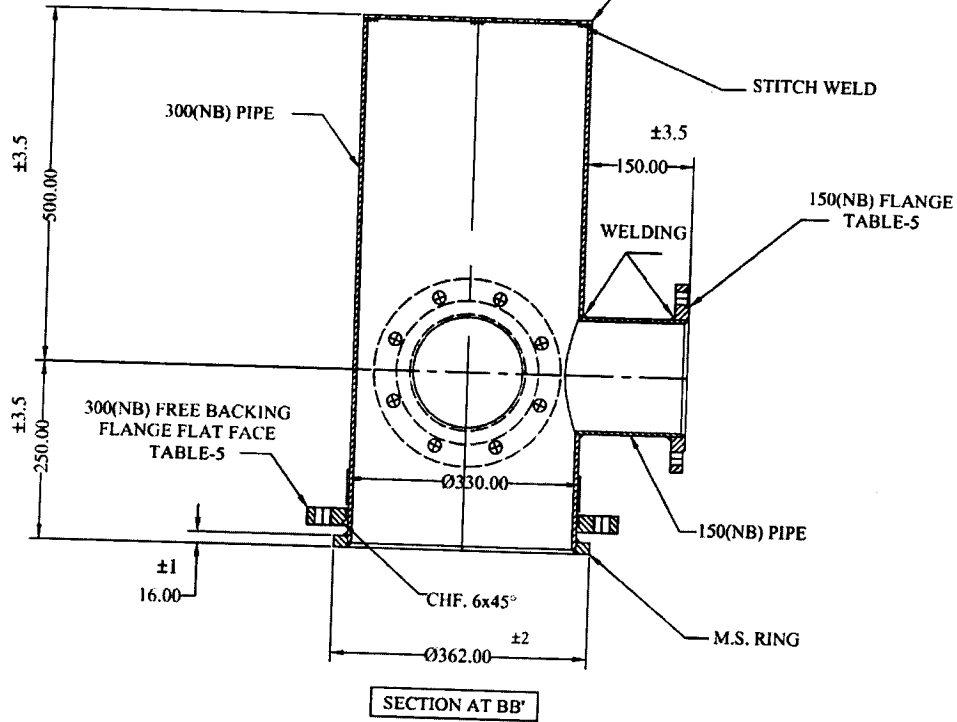 STITCH WELD
300(NB) PIPE
±3.5
150.00
±3.5
500.00
150(NB) FLANGE
TABLE-5
WELDING
300(NB) FREE BACKING
FLANGE FLAT FACE
TABLE-5
±3.5
250.00
Ø330.00
150(NB) PIPE
±1
16.00
CHF. 6x45°
M.S. RING
±2
Ø362.00
SECTION AT BB'